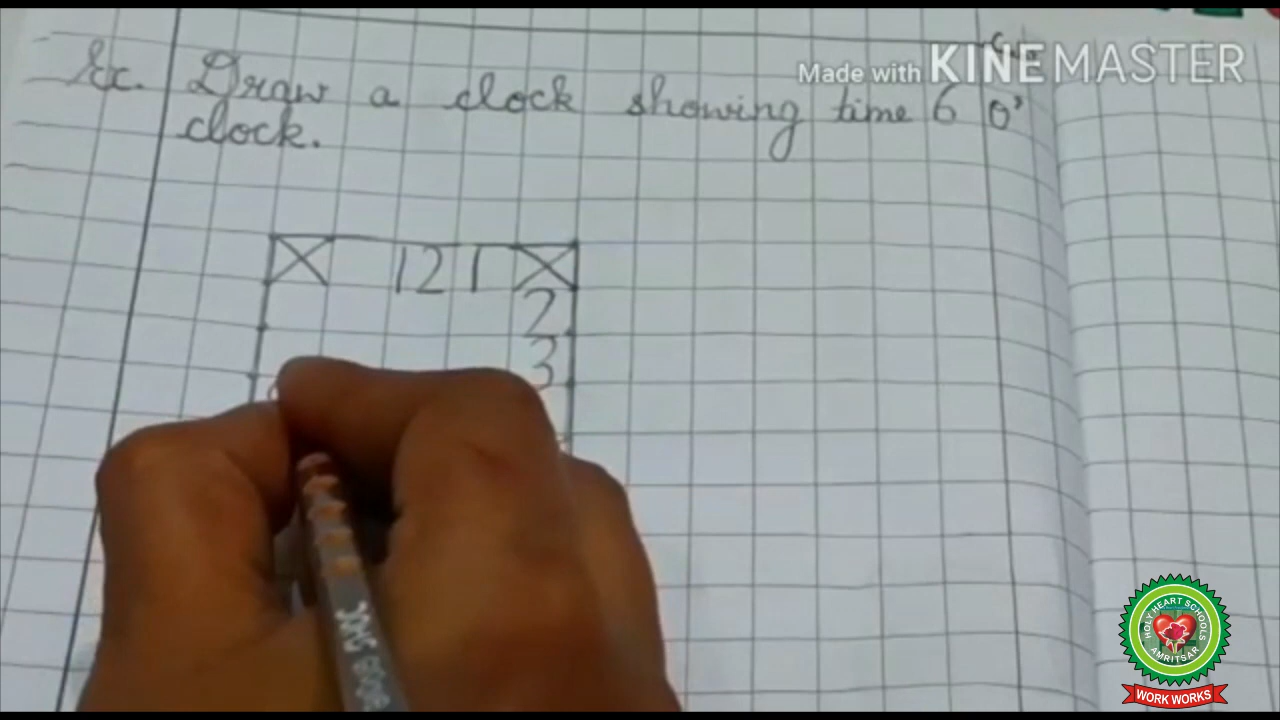 Made with KINEMASTER
Ex. Draw a clock showing time 6 O'
clock.
12 1
2
3
HOLY HEART SCHOOLS
AMRITSAR
WORK WORKS